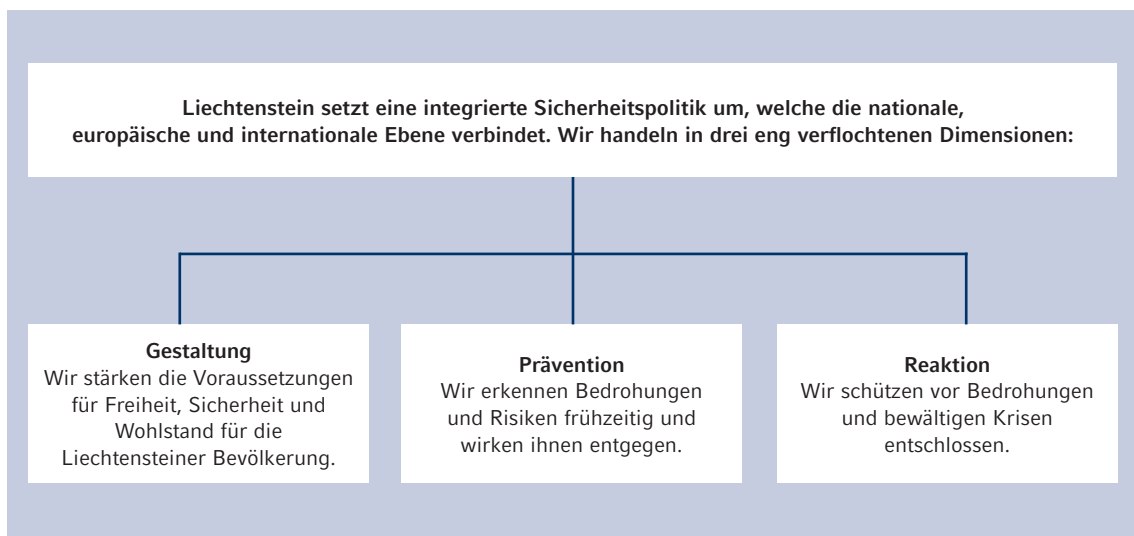 Liechtenstein setzt eine integrierte Sicherheitspolitik um, welche die nationale,
europäische und internationale Ebene verbindet. Wir handeln in drei eng verflochtenen Dimensionen:
Gestaltung
Wir stärken die Voraussetzungen
für Freiheit, Sicherheit und
Wohlstand für die
Liechtensteiner Bevölkerung.
Prävention
Wir erkennen Bedrohungen
und Risiken frühzeitig und
wirken ihnen entgegen.
Reaktion
Wir schützen vor Bedrohungen
und bewältigen Krisen
entschlossen.